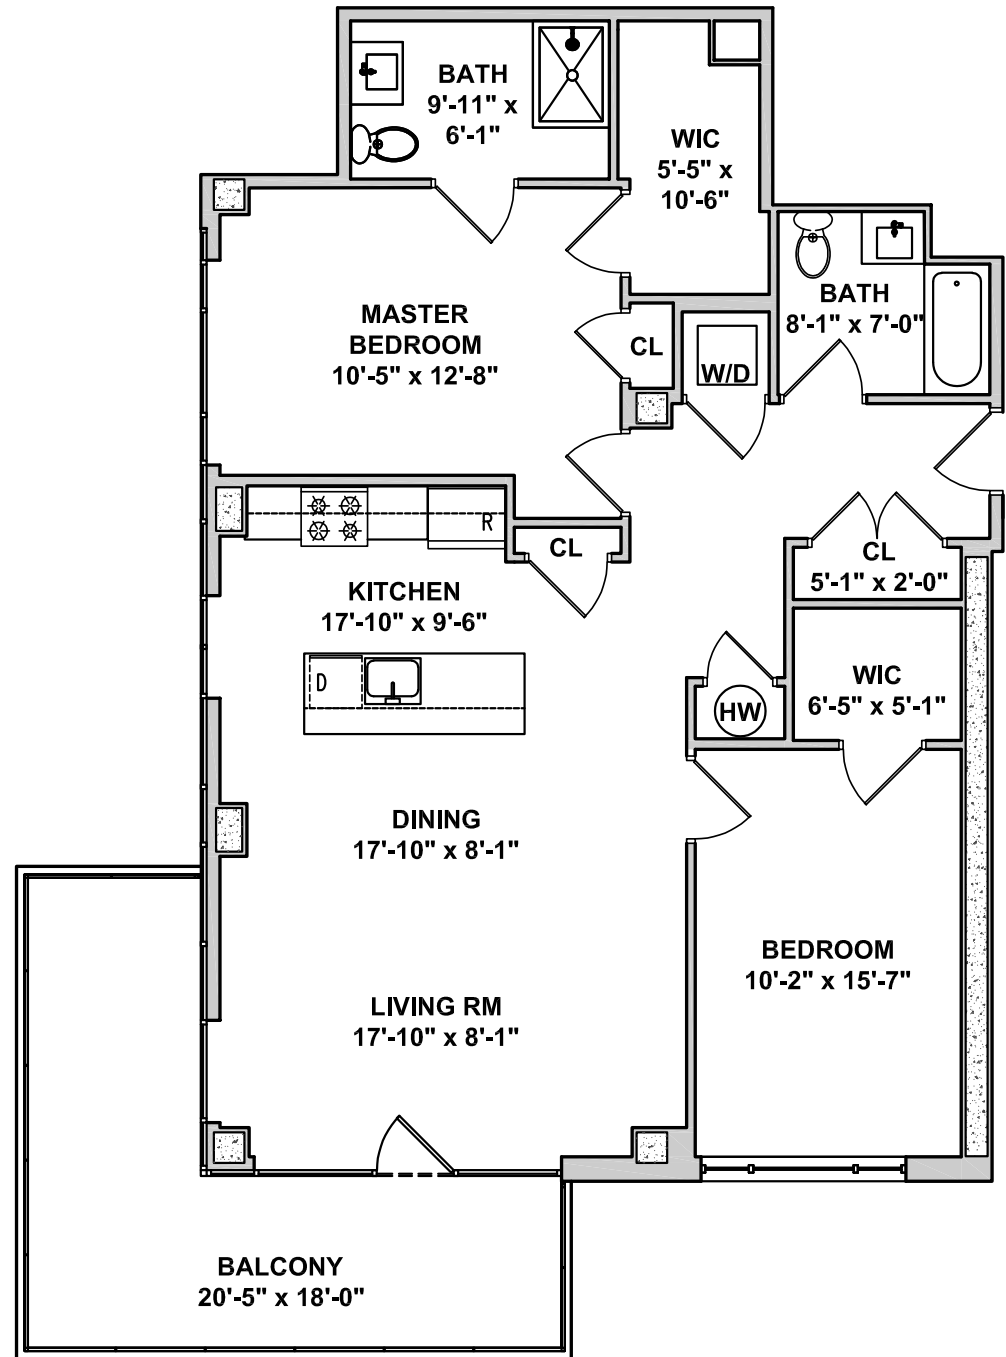 BATH
9'-11" x
6'-1"
WIC
5'-5" x
10'-6"
BATH
8'-1" x 7'-0"
MASTER
BEDROOM
10'-5" x 12'-8"
CL
W/D
R
CL
CL
5'-1" x 2'-0"
KITCHEN
17'-10" x 9'-6"
D
WIC
6'-5" x 5'-1"
HW
DINING
17'-10" x 8'-1"
BEDROOM
10'-2" x 15'-7"
LIVING RM
17'-10" x 8'-1"
BALCONY
20'-5" x 18'-0"